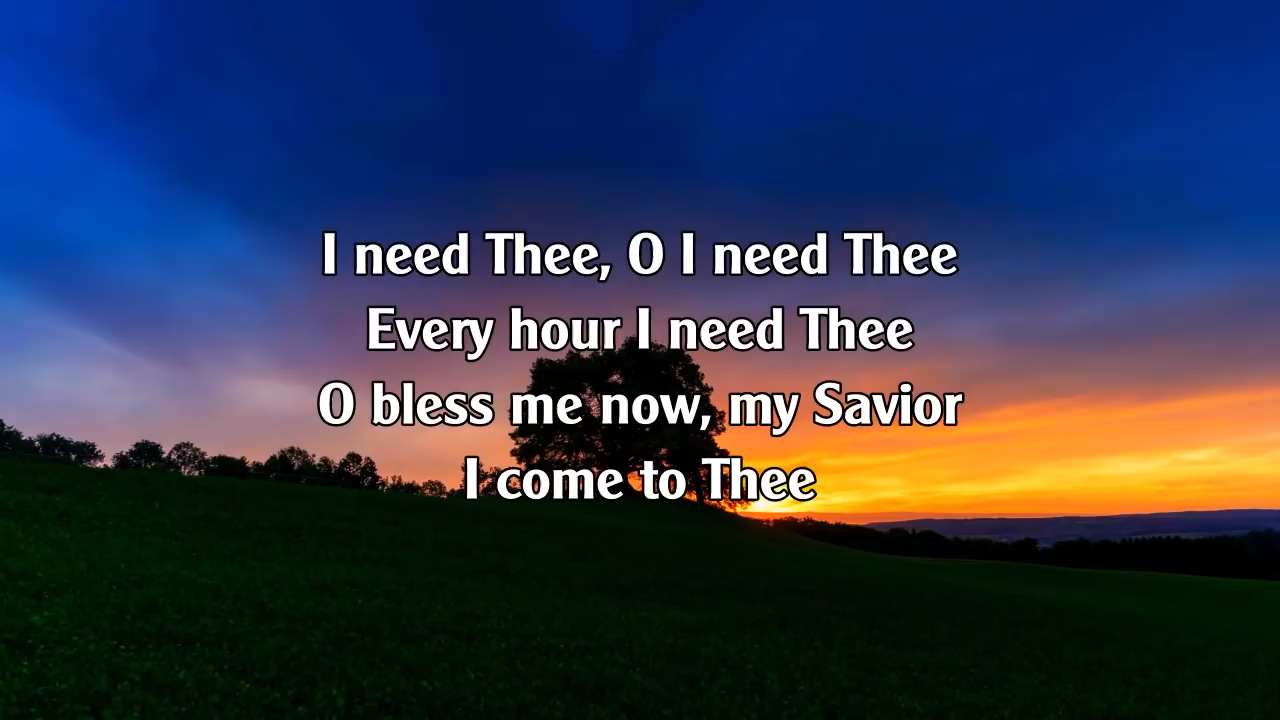 I need Thee, O I need Thee
Every hour I need Thee
O bless me now, my Savior
I come to Thee